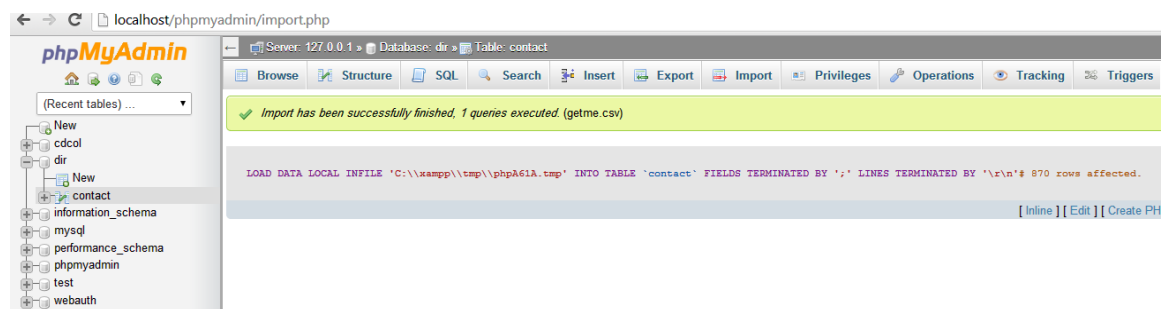 localhost/phpmyadmin/import.php
phpMyAdmin
(Recent tables) ...
New
cdcol
dir
New
contact
information_schema
mysql
performance_schema
phpmyadmin
test
webauth
Server: 127.0.0.1 » Database: dir » Table: contact
Browse Structure SQL Search Insert Export Import Privileges Operations Tracking Triggers
Import has been successfully finished, 1 queries executed. (getme.csv)
LOAD DATA LOCAL INFILE 'C:\\xampp\\tmp\\phpA61A.tmp' INTO TABLE `contact` FIELDS TERMINATED BY ';' LINES TERMINATED BY '\r\n'# 870 rows affected.
[ Inline ] [ Edit ] [ Create PH